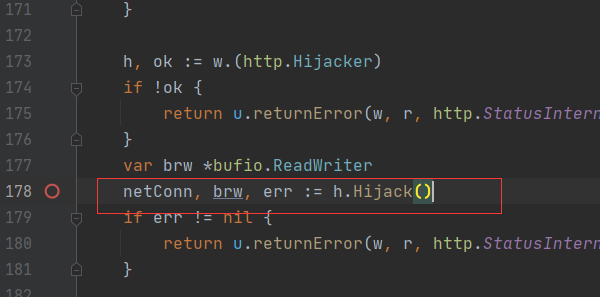 171 }
172
173 h, ok := w.(http.Hijacker)
174 if !ok {
175 return u.returnError(w, r, http.StatusIntern
176 }
177 var brw *bufio.ReadWriter
178 netConn, brw, err := h.Hijack()
179 if err != nil {
180 return u.returnError(w, r, http.StatusIntern
181 }
182